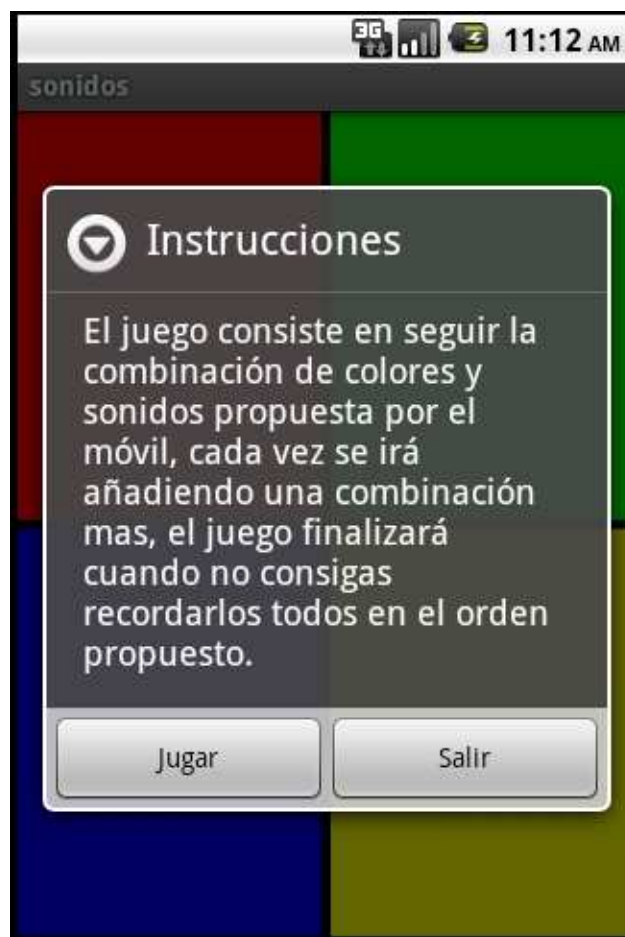 3G 11:12 AM
sonidos
Instrucciones
El juego consiste en seguir la
combinación de colores y
sonidos propuesta por el
móvil, cada vez se irá
añadiendo una combinación
mas, el juego finalizará
cuando no consigas
recordarlos todos en el orden
propuesto.
Jugar Salir